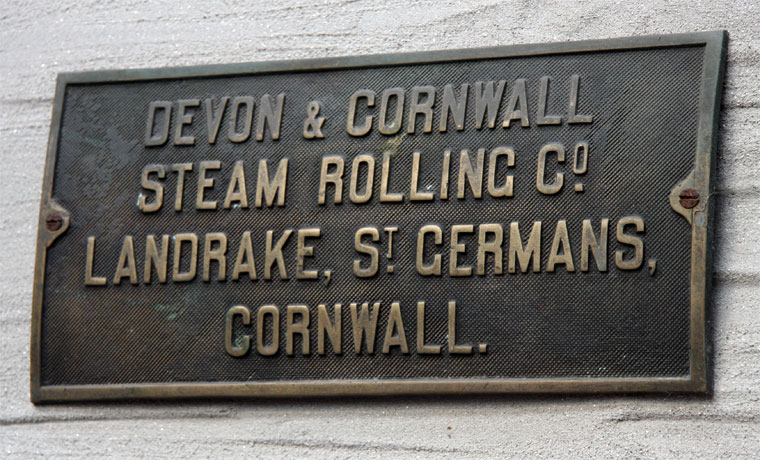 DEVON & CORNWALL
STEAM ROLLING Cº
LANDRAKE, ST GERMANS,
CORNWALL.